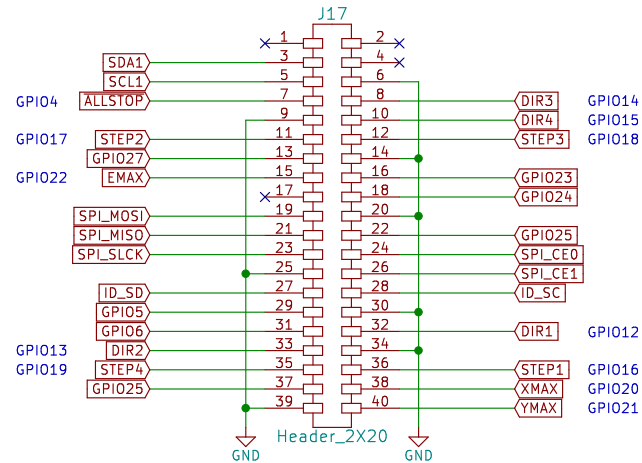 J17
1 2
SDA1 3 4
SCL1 5 6
GPIO4 ALLSTOP 7 8 DIR3 GPIO14
9 10 DIR4 GPIO15
GPIO17 STEP2 11 12 STEP3 GPIO18
GPIO27 13 14
GPIO22 EMAX 15 16 GPIO23
17 18 GPIO24
SPI_MOSI 19 20
SPI_MISO 21 22 GPIO25
SPI_SLCK 23 24 SPI_CE0
25 26 SPI_CE1
ID_SD 27 28 ID_SC
GPIO5 29 30
GPIO6 31 32 DIR1 GPIO12
GPIO13 DIR2 33 34
GPIO19 STEP4 35 36 STEP1 GPIO16
GPIO25 37 38 XMAX GPIO20
39 40 YMAX GPIO21
Header_2X20
GND GND